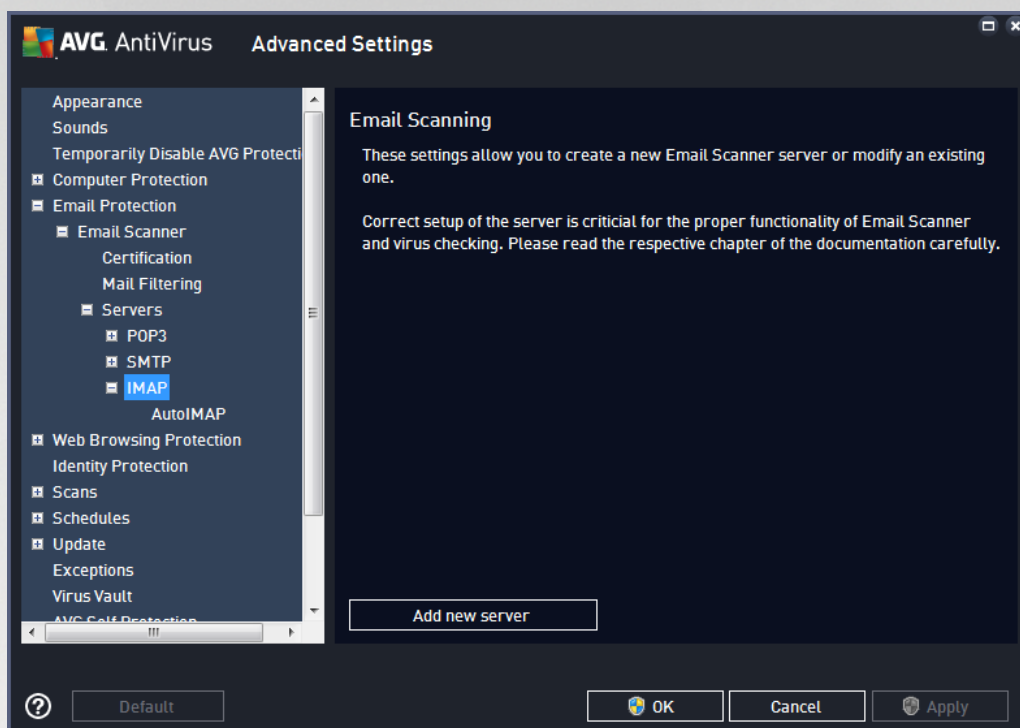 AVG. AntiVirus Advanced Settings
Appearance
Sounds
Temporarily Disable AVG Protecti
Computer Protection
Email Protection
Email Scanner
Certification
Mail Filtering
Servers
POP3
SMTP
IMAP
AutoIMAP
Web Browsing Protection
Identity Protection
Scans
Schedules
Update
Exceptions
Virus Vault
AVG Self Protection
Email Scanning
These settings allow you to create a new Email Scanner server or modify an existing
one.
Correct setup of the server is criticial for the proper functionality of Email Scanner
and virus checking. Please read the respective chapter of the documentation carefully.
Add new server
? Default OK Cancel Apply